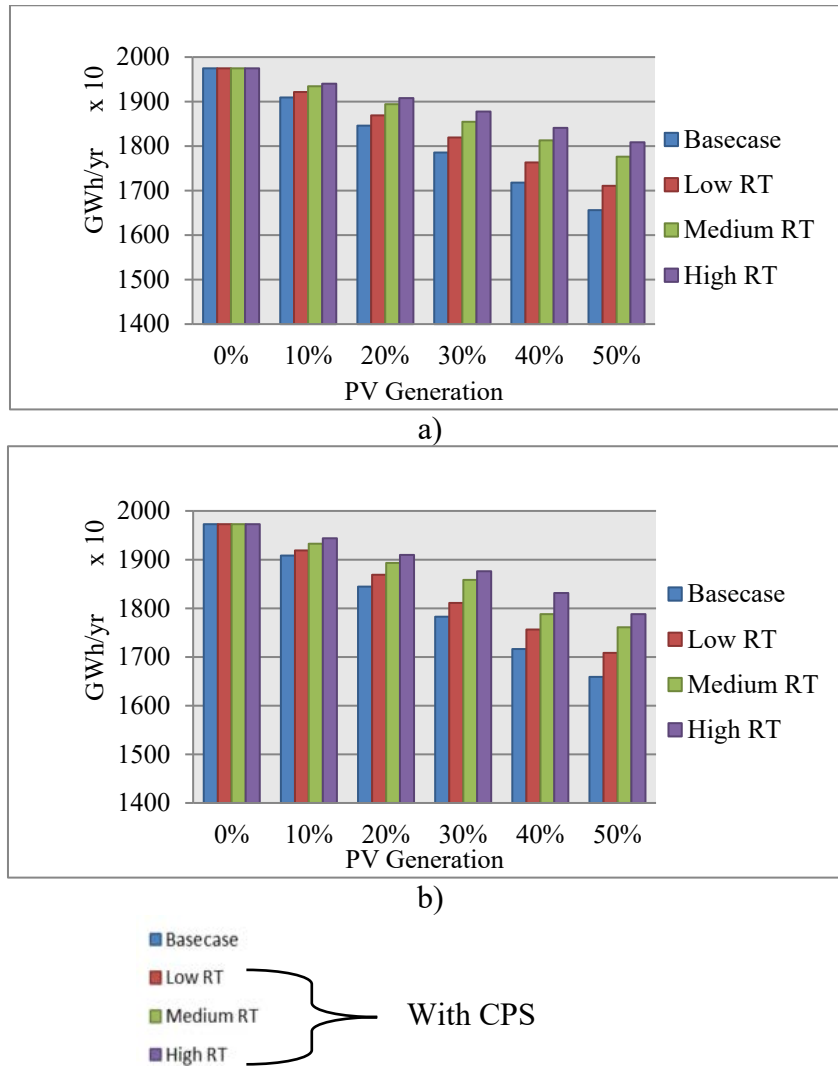 2000
1900
1800
1700
1600
1500
1400
GWh/yr x 10
0% 10% 20% 30% 40% 50%
PV Generation
Basecase
Low RT
Medium RT
High RT
a)
2000
1900
1800
1700
1600
1500
1400
GWh/yr x 10
0% 10% 20% 30% 40% 50%
PV Generation
Basecase
Low RT
Medium RT
High RT
b)
Basecase
Low RT
Medium RT
High RT
With CPS